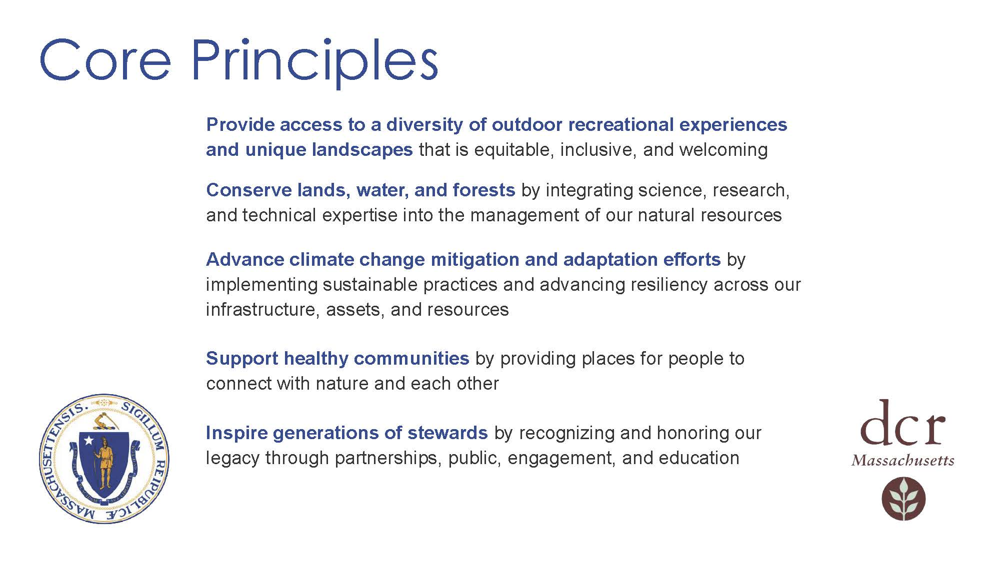 Core Principles
Provide access to a diversity of outdoor recreational experiences
and unique landscapes that is equitable, inclusive, and welcoming
Conserve lands, water, and forests by integrating science, research,
and technical expertise into the management of our natural resources
Advance climate change mitigation and adaptation efforts by
implementing sustainable practices and advancing resiliency across our
infrastructure, assets, and resources
Support healthy communities by providing places for people to
connect with nature and each other
Inspire generations of stewards by recognizing and honoring our
legacy through partnerships, public, engagement, and education
SIGILLUM REIPUBLICÆ MASSACHUSETTENSIS.
dcr
Massachusetts